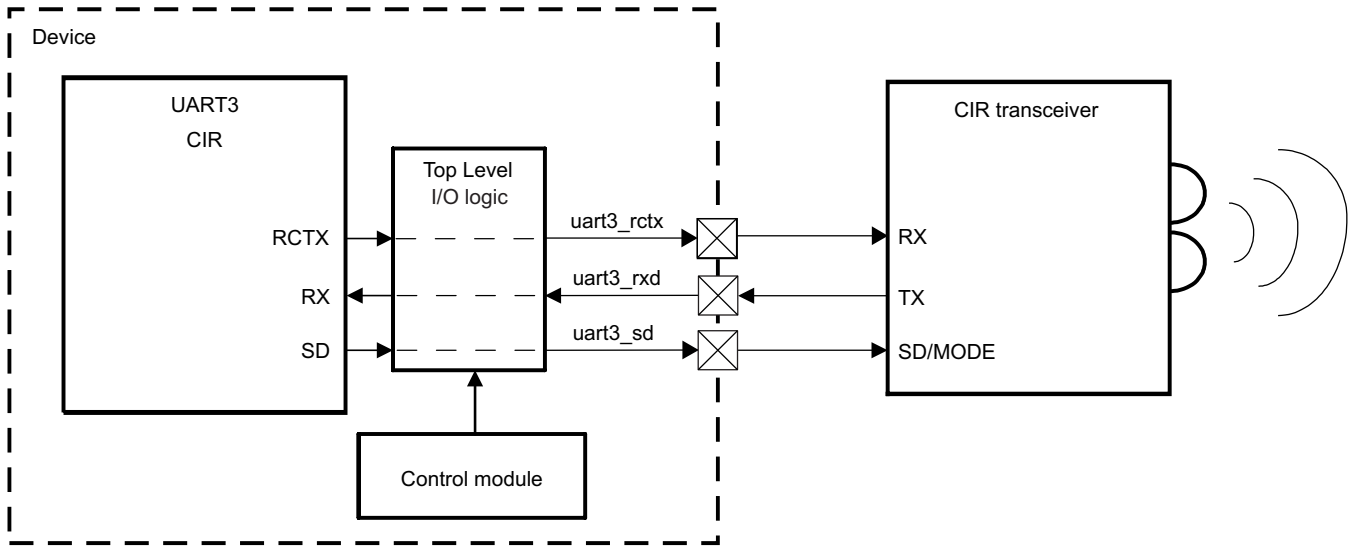 Device
UART3
CIR
CIR transceiver
Top Level
I/O logic
RCTX
uart3_rctx
RX
RX
uart3_rxd
TX
SD
uart3_sd
SD/MODE
Control module